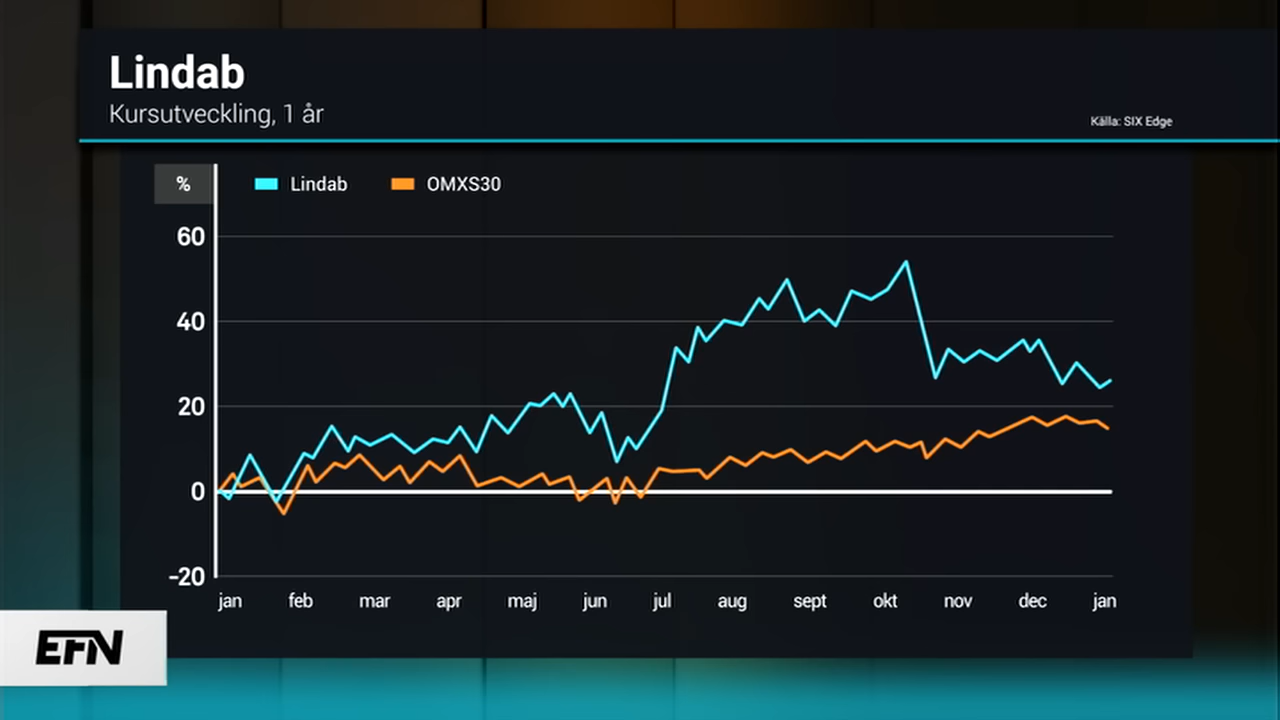 Lindab
Kursutveckling, 1 år
Källa: SIX Edge
%
Lindab
OMXS30
60
40
20
0
-20
jan feb mar apr maj jun jul aug sept okt nov dec jan
EFN